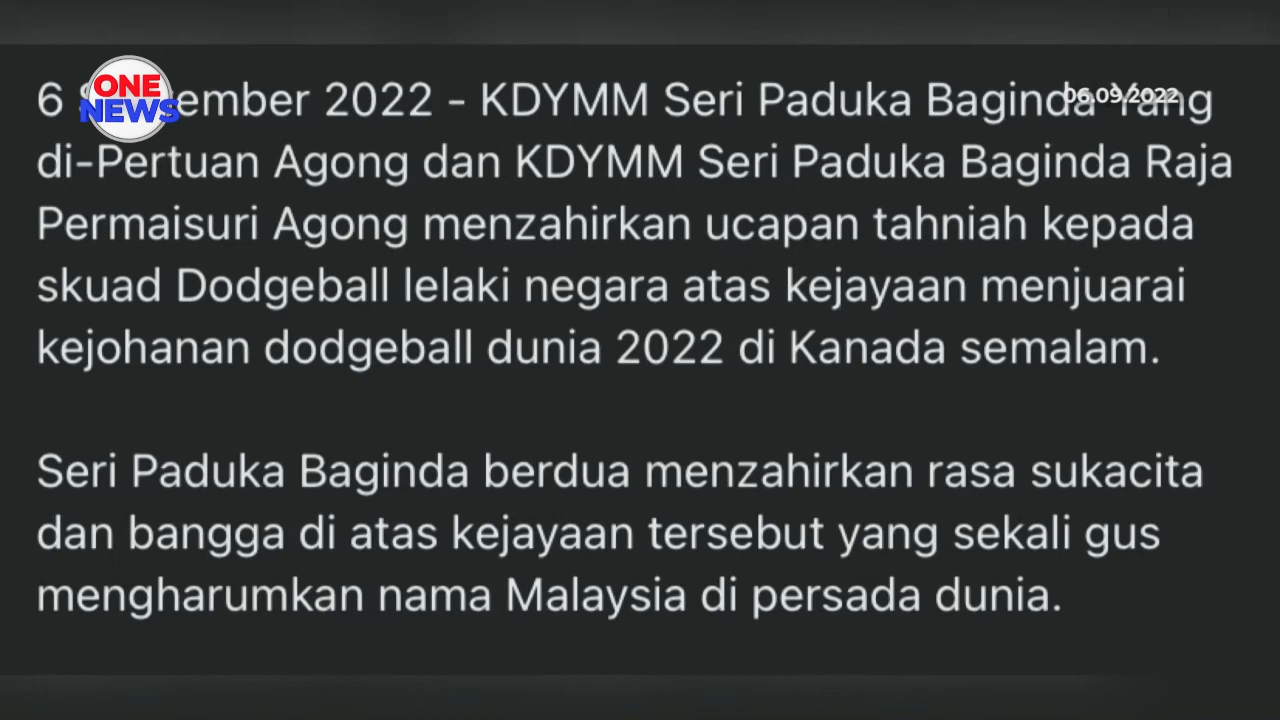 ONE
NEWS
06.09.2022
6 September 2022 - KDYMM Seri Paduka Baginda Yang
di-Pertuan Agong dan KDYMM Seri Paduka Baginda Raja
Permaisuri Agong menzahirkan ucapan tahniah kepada
skuad Dodgeball lelaki negara atas kejayaan menjuarai
kejohanan dodgeball dunia 2022 di Kanada semalam.
Seri Paduka Baginda berdua menzahirkan rasa sukacita
dan bangga di atas kejayaan tersebut yang sekali gus
mengharumkan nama Malaysia di persada dunia.